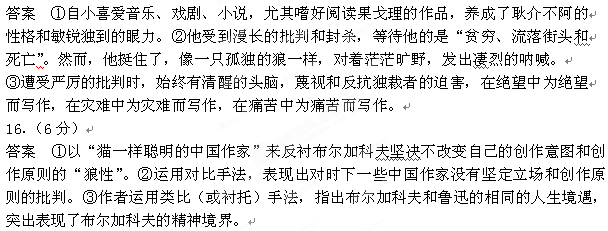 答案　①自小喜爱音乐、戏剧、小说，尤其嗜好阅读果戈理的作品，养成了耿介不阿的
性格和敏锐独到的眼力。②他受到漫长的批判和封杀，等待他的是“贫穷、流落街头和
死亡”。然而，他挺住了，像一只孤独的狼一样，对着茫茫旷野，发出凄烈的呐喊。
③遭受严厉的批判时，始终有清醒的头脑，蔑视和反抗独裁者的迫害，在绝望中为绝望
而写作，在灾难中为灾难而写作，在痛苦中为痛苦而写作。
16．（6分）
答案　①以“猫一样聪明的中国作家”来反衬布尔加科夫坚决不改变自己的创作意图和创
作原则的“狼性”。②运用对比手法，表现出对时下一些中国作家没有坚定立场和创作原
则的批判。③作者运用类比（或衬托）手法，指出布尔加科夫和鲁迅的相同的人生境遇，
突出表现了布尔加科夫的精神境界。